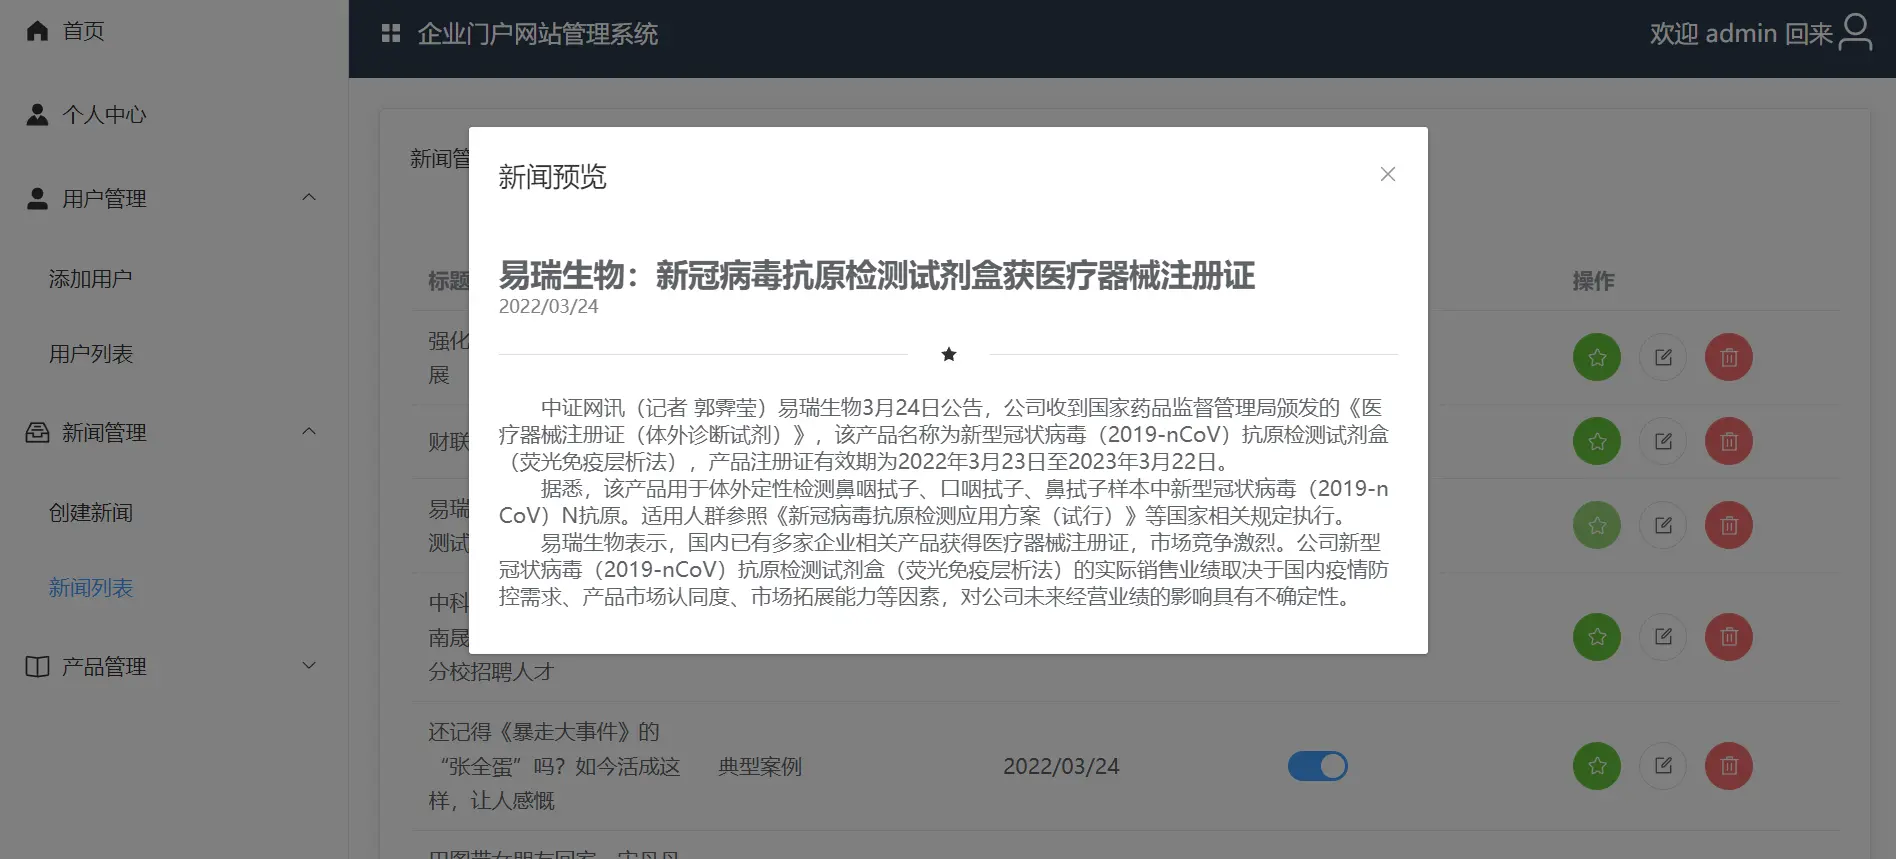 首页
企业门户网站管理系统
欢迎 admin 回来
个人中心
用户管理
添加用户
用户列表
新闻管理
创建新闻
新闻列表
产品管理
新闻管
标题
操作
强化
展
财联
易瑞
测试
中科
南晟
分校招聘人才
还记得《暴走大事件》的
“张全蛋”吗？如今活成这
样，让人感慨
典型案例
2022/03/24
新闻预览
易瑞生物：新冠病毒抗原检测试剂盒获医疗器械注册证
2022/03/24
中证网讯（记者 郭霁莹）易瑞生物3月24日公告，公司收到国家药品监督管理局颁发的《医
疗器械注册证（体外诊断试剂）》，该产品名称为新型冠状病毒（2019-nCoV）抗原检测试剂盒
（荧光免疫层析法），产品注册证有效期为2022年3月23日至2023年3月22日。
据悉，该产品用于体外定性检测鼻咽拭子、口咽拭子、鼻拭子样本中新型冠状病毒（2019-n
CoV）N抗原。适用人群参照《新冠病毒抗原检测应用方案（试行）》等国家相关规定执行。
易瑞生物表示，国内已有多家企业相关产品获得医疗器械注册证，市场竞争激烈。公司新型
冠状病毒（2019-nCoV）抗原检测试剂盒（荧光免疫层析法）的实际销售业绩取决于国内疫情防
控需求、产品市场认同度、市场拓展能力等因素，对公司未来经营业绩的影响具有不确定性。